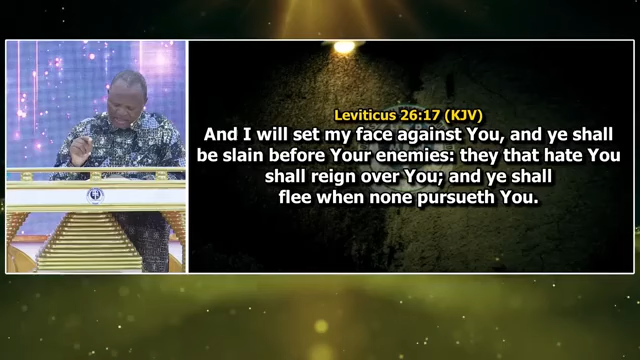 Leviticus 26:17 (KJV)
And I will set my face against You, and ye shall
be slain before Your enemies: they that hate You
shall reign over You; and ye shall
flee when none pursueth You.